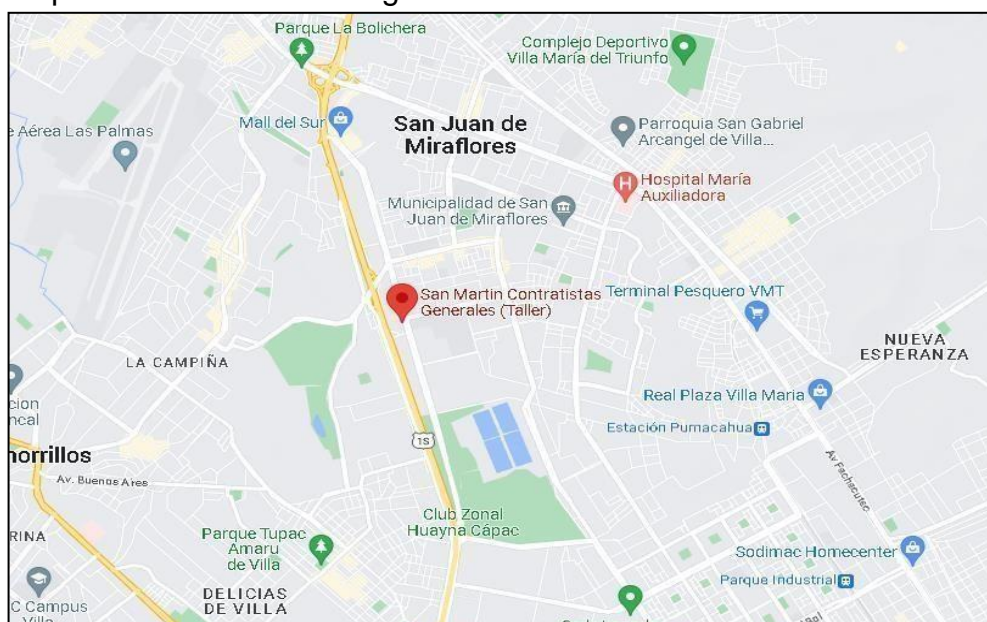 Parque La Bolichera
Complejo Deportivo
Villa María del Triunfo
Mall del Sur
San Juan de
Miraflores
Aérea Las Palmas
Parroquia San Gabriel
Arcangel de Villa...
Hospital María
Auxiliadora
Municipalidad de San
Juan de Miraflores
San Martin Contratistas
Generales (Taller)
Terminal Pesquero VMT
NUEVA
ESPERANZA
LA CAMPIÑA
Real Plaza Villa Maria
Estación Pumacahua
1S
horrillos
Av. Buenos Aires
Av Pachacutec
Club Zonal
Huayna Cápac
Parque Tupac
Amaru
de Villa
Sodimac Homecenter
Parque Industrial
DELICIAS
DE VILLA
C Campus
Villa